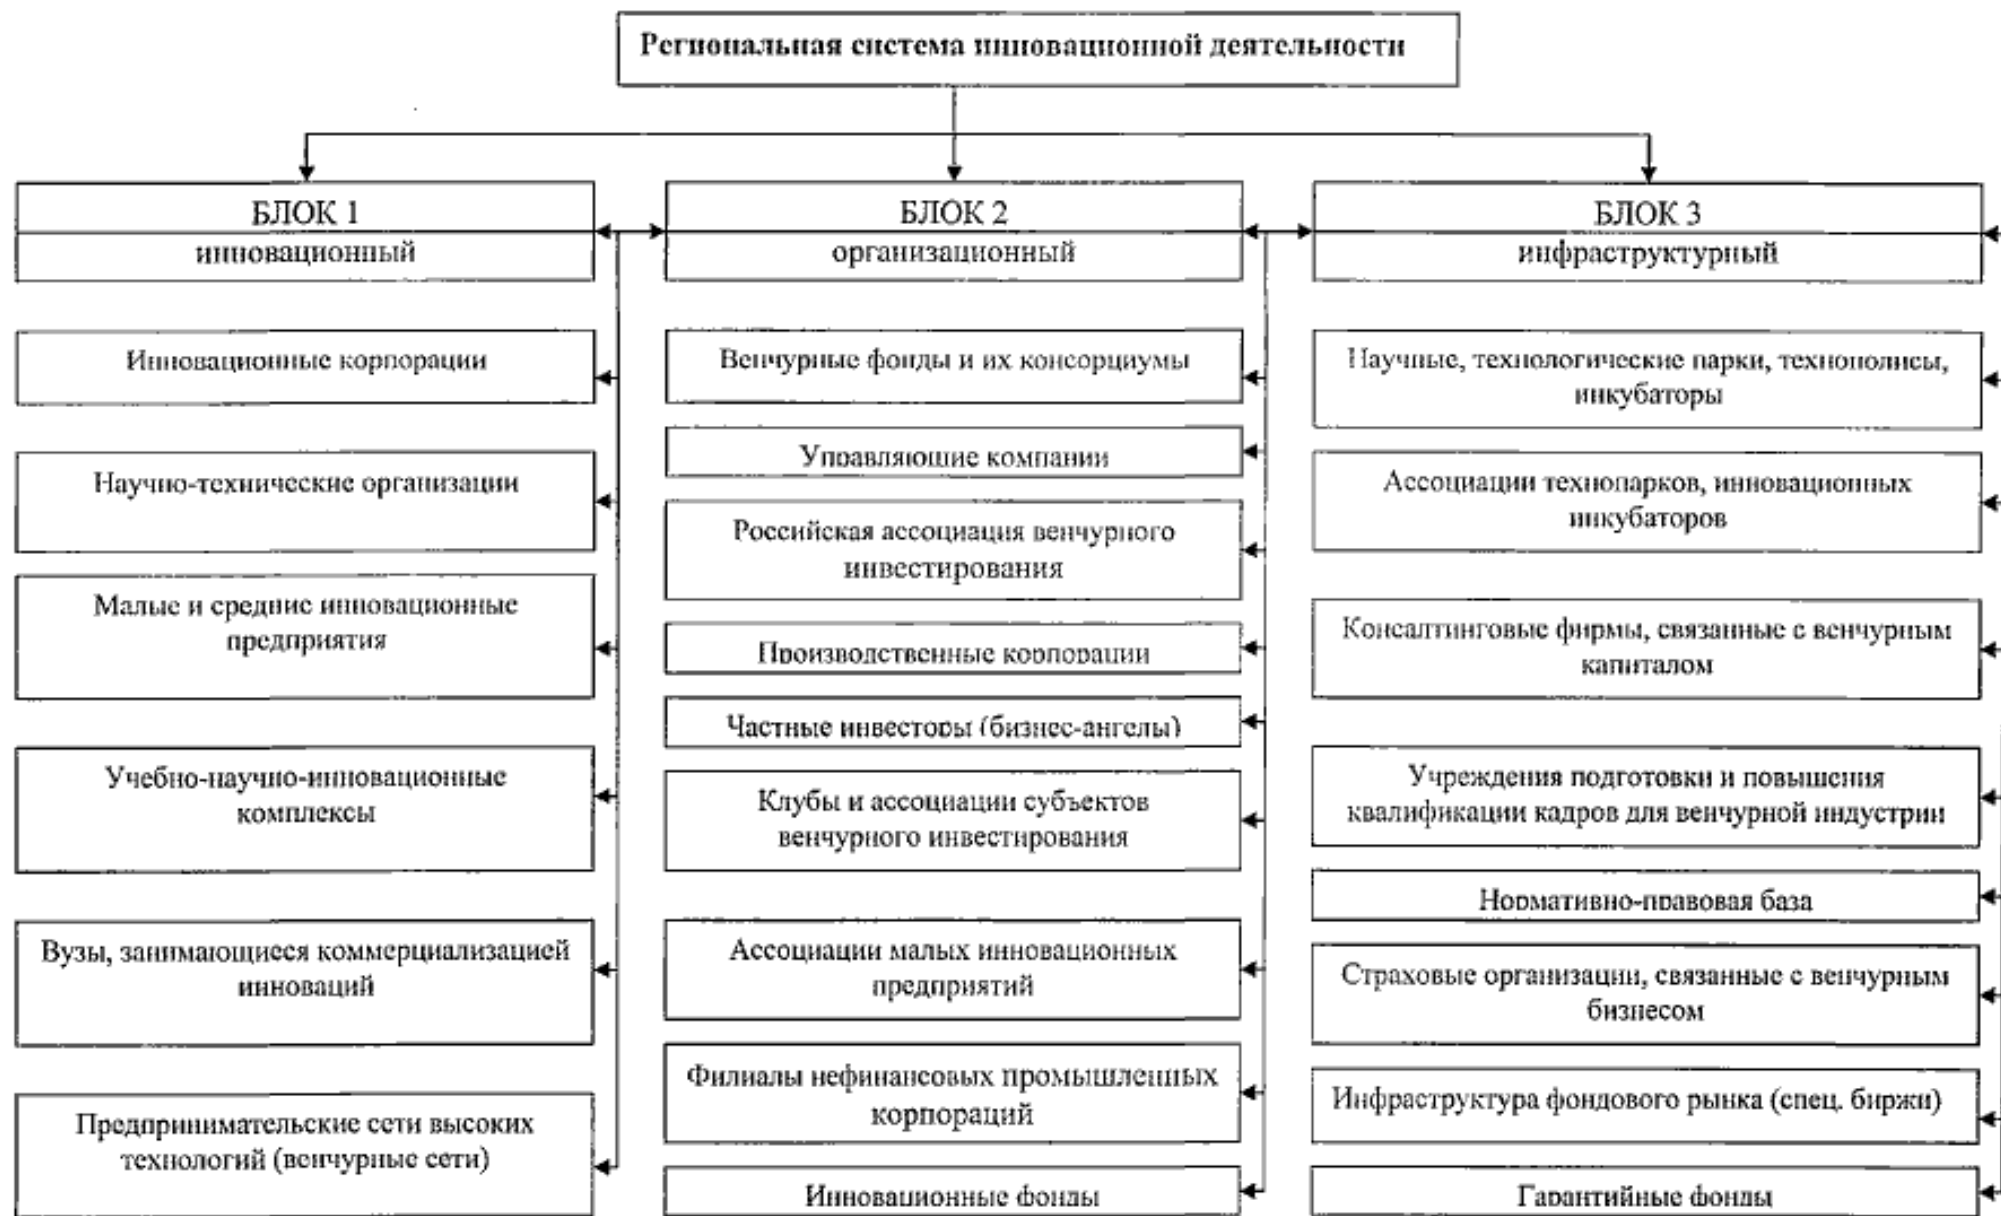 Региональная система инновационной деятельности
БЛОК 1
инновационный
Инновационные корпорации
Научно-технические организации
Малые и средние инновационные
предприятия
Учебно-научно-инновационные
комплексы
Вузы, занимающиеся коммерциализацией
инноваций
Предпринимательские сети высоких
технологий (венчурные сети)
БЛОК 2
организационный
Венчурные фонды и их консорциумы
Управляющие компании
Российская ассоциация венчурного
инвестирования
Производственные корпорации
Частные инвесторы (бизнес-ангелы)
Клубы и ассоциации субъектов
венчурного инвестирования
Ассоциации малых инновационных
предприятий
Филиалы нефинансовых промышленных
корпораций
Инновационные фонды
БЛОК 3
инфраструктурный
Научные, технологические парки, технополисы,
инкубаторы
Ассоциации технопарков, инновационных
инкубаторов
Консалтинговые фирмы, связанные с венчурным
капиталом
Учреждения подготовки и повышения
квалификации кадров для венчурной индустрии
Нормативно-правовая база
Страховые организации, связанные с венчурным
бизнесом
Инфраструктура фондового рынка (спец. биржи)
Гарантийные фонды